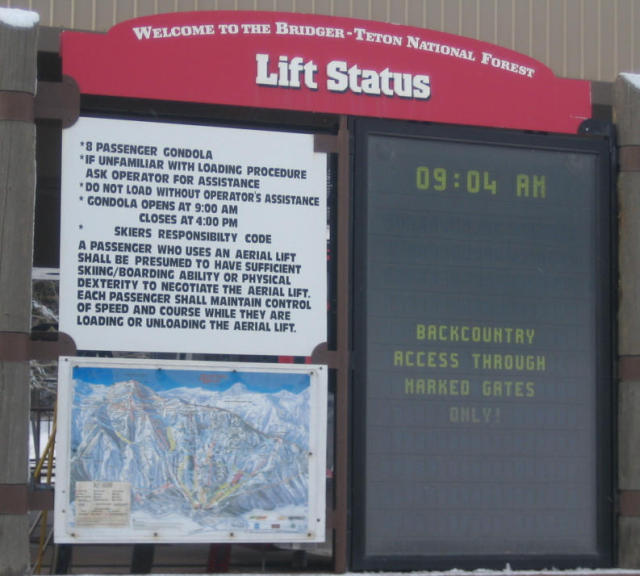 WELCOME TO THE BRIDGER-TETON NATIONAL FOREST
Lift Status
*8 PASSENGER GONDOLA
*IF UNFAMILIAR WITH LOADING PROCEDURE
ASK OPERATOR FOR ASSISTANCE
*DO NOT LOAD WITHOUT OPERATOR'S ASSISTANCE
* GONDOLA OPENS AT 9:00 AM
CLOSES AT 4:00 PM
*
SKIERS RESPONSIBILTY CODE
A PASSENGER WHO USES AN AERIAL LIFT
SHALL BE PRESUMED TO HAVE SUFFICIENT
SKIING/BOARDING ABILITY OR PHYSICAL
DEXTERITY TO NEGOTIATE THE AERIAL LIFT.
EACH PASSENGER SHALL MAINTAIN CONTROL
OF SPEED AND COURSE WHILE THEY ARE
LOADING OR UNLOADING THE AERIAL LIFT.
09:04 AM
BACKCOUNTRY
ACCESS THROUGH
MARKED GATES
ONLY!